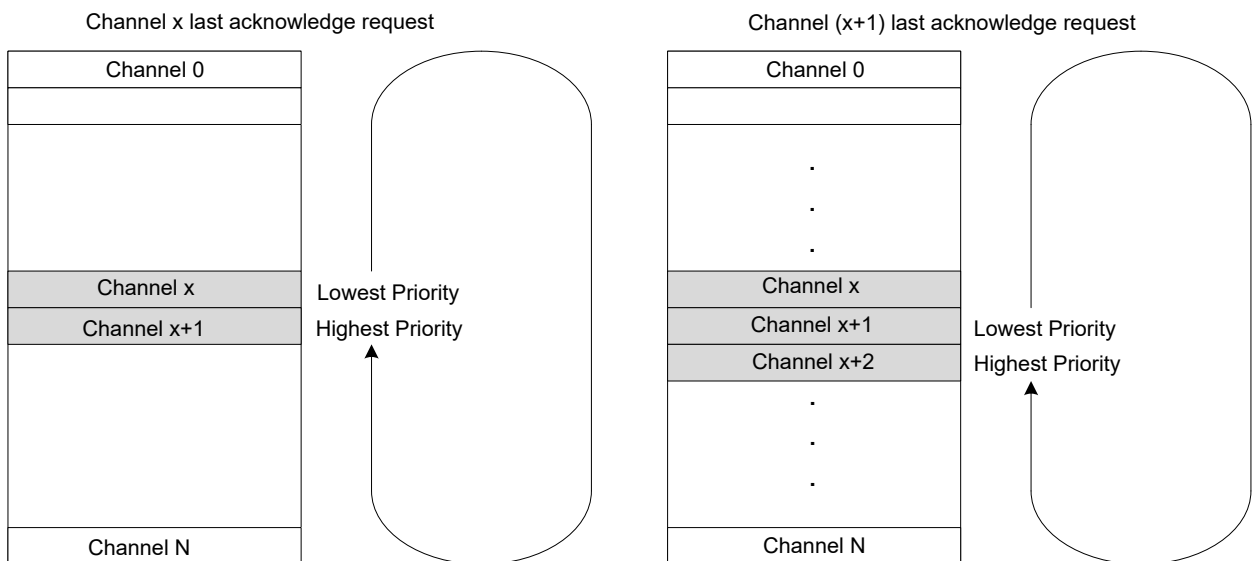 Channel x last acknowledge request
Channel 0
Channel x
Lowest Priority
Channel x+1
Highest Priority
Channel N
Channel (x+1) last acknowledge request
Channel 0
.
.
.
Channel x
Channel x+1
Lowest Priority
Channel x+2
Highest Priority
.
.
.
Channel N